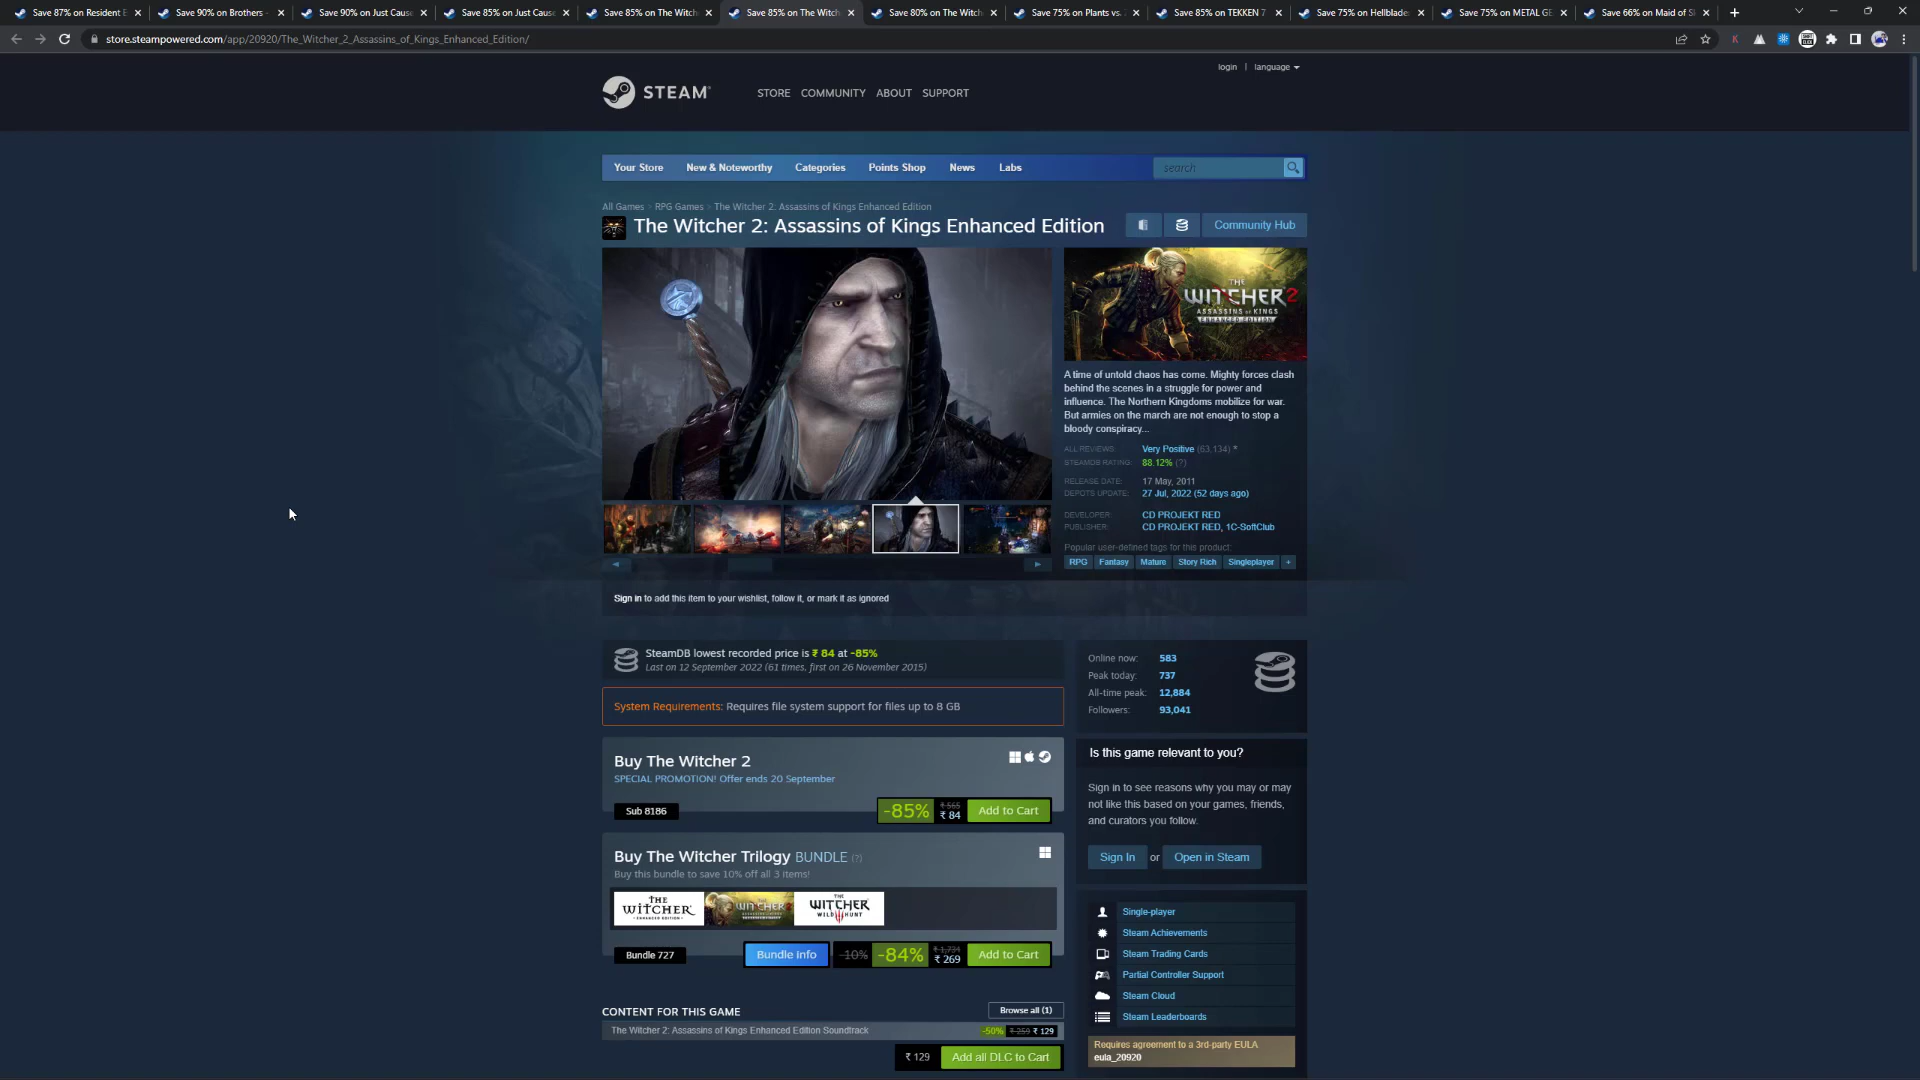 Save 87% on Resident E
Save 90% on Brothers -
Save 90% on Just Cause
Save 85% on Just Cause
Save 85% on The Witch
Save 85% on The Witch
Save 80% on The Witch
Save 75% on Plants vs.
Save 85% on TEKKEN 7
Save 75% on Hellblade
Save 75% on METAL GE
Save 66% on Maid of S
store.steampowered.com/app/20920/The_Witcher_2_Assassins_of_Kings_Enhanced_Edition/
login | language
STEAM
STORE COMMUNITY ABOUT SUPPORT
Your Store New & Noteworthy Categories Points Shop News Labs
search
All Games > RPG Games > The Witcher 2: Assassins of Kings Enhanced Edition
The Witcher 2: Assassins of Kings Enhanced Edition
Community Hub
THE WITCHER 2
ASSASSINS OF KINGS
ENHANCED EDITION
A time of untold chaos has come. Mighty forces clash
behind the scenes in a struggle for power and
influence. The Northern Kingdoms mobilize for war.
But armies on the march are not enough to stop a
bloody conspiracy...
ALL REVIEWS: Very Positive (63,134) *
STEAMDB RATING: 88.12% (?)
RELEASE DATE: 17 May, 2011
DEPOTS UPDATE: 27 Jul, 2022 (52 days ago)
DEVELOPER: CD PROJEKT RED
PUBLISHER: CD PROJEKT RED, 1C-SoftClub
Popular user-defined tags for this product:
RPG Fantasy Mature Story Rich Singleplayer +
Sign in to add this item to your wishlist, follow it, or mark it as ignored
SteamDB lowest recorded price is ₹ 84 at -85%
Last on 12 September 2022 (61 times, first on 26 November 2015)
System Requirements: Requires file system support for files up to 8 GB
Buy The Witcher 2
SPECIAL PROMOTION! Offer ends 20 September
Sub 8186
-85% ₹ 565 ₹ 84 Add to Cart
Buy The Witcher Trilogy BUNDLE (?)
Buy this bundle to save 10% off all 3 items!
THE WITCHER ENHANCED EDITION
THE WITCHER 2
THE WITCHER WILD HUNT
Bundle 727
Bundle info -10% -84% ₹ 1,734 ₹ 269 Add to Cart
CONTENT FOR THIS GAME
Browse all (1)
The Witcher 2: Assassins of Kings Enhanced Edition Soundtrack
-50% ₹ 259 ₹ 129
₹ 129 Add all DLC to Cart
Online now: 583
Peak today: 737
All-time peak: 12,884
Followers: 93,041
Is this game relevant to you?
Sign in to see reasons why you may or may
not like this based on your games, friends,
and curators you follow.
Sign In or Open in Steam
Single-player
Steam Achievements
Steam Trading Cards
Partial Controller Support
Steam Cloud
Steam Leaderboards
Requires agreement to a 3rd-party EULA
eula_20920